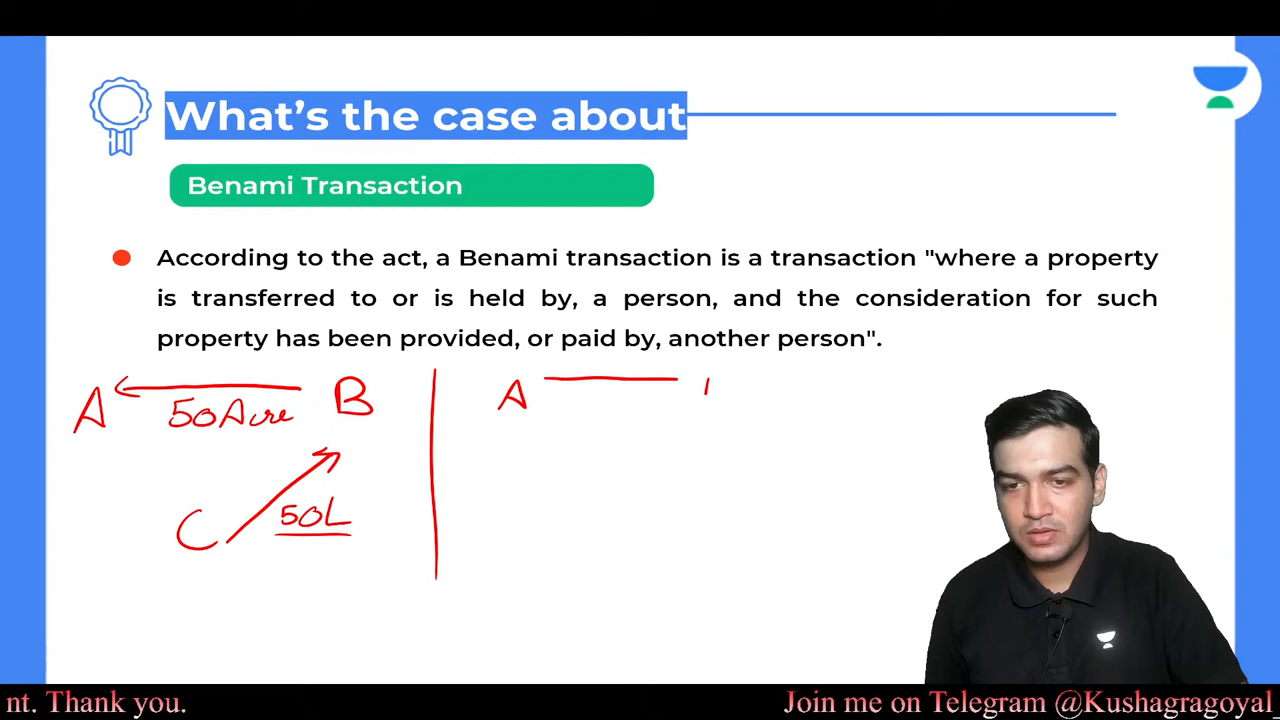 What's the case about
Benami Transaction
According to the act, a Benami transaction is a transaction "where a property
is transferred to or is held by, a person, and the consideration for such
property has been provided, or paid by, another person".
A 50 Acre B
C 50L
A
nt. Thank you.
Join me on Telegram @Kushagragoyal